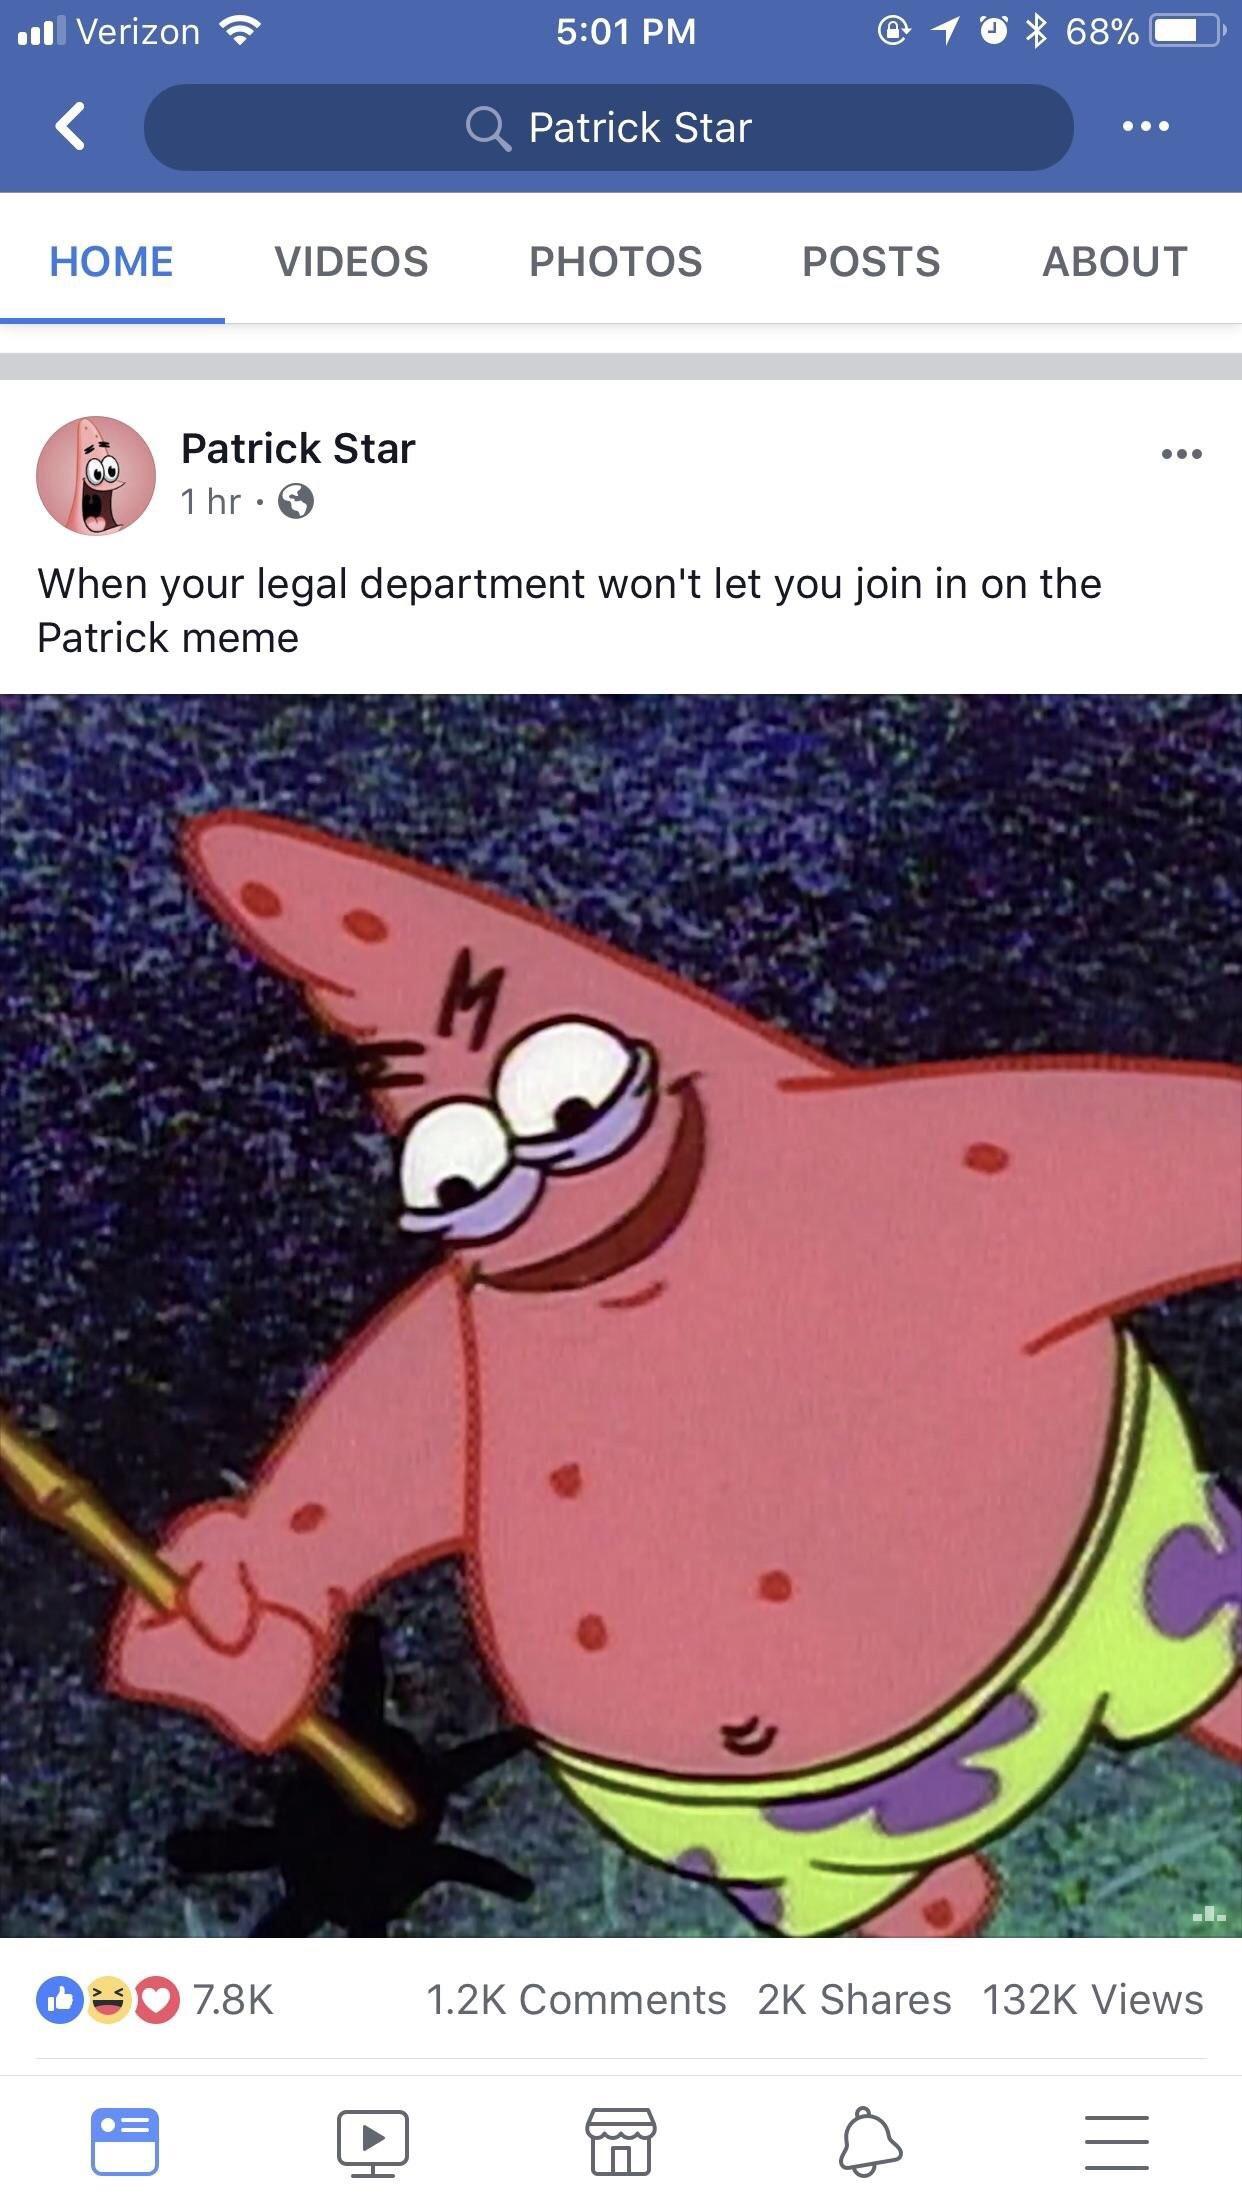 Verizon 5:01 PM 68%
Patrick Star
HOME VIDEOS PHOTOS POSTS ABOUT
Patrick Star
1 hr ·
When your legal department won't let you join in on the
Patrick meme
7.8K 1.2K Comments 2K Shares 132K Views